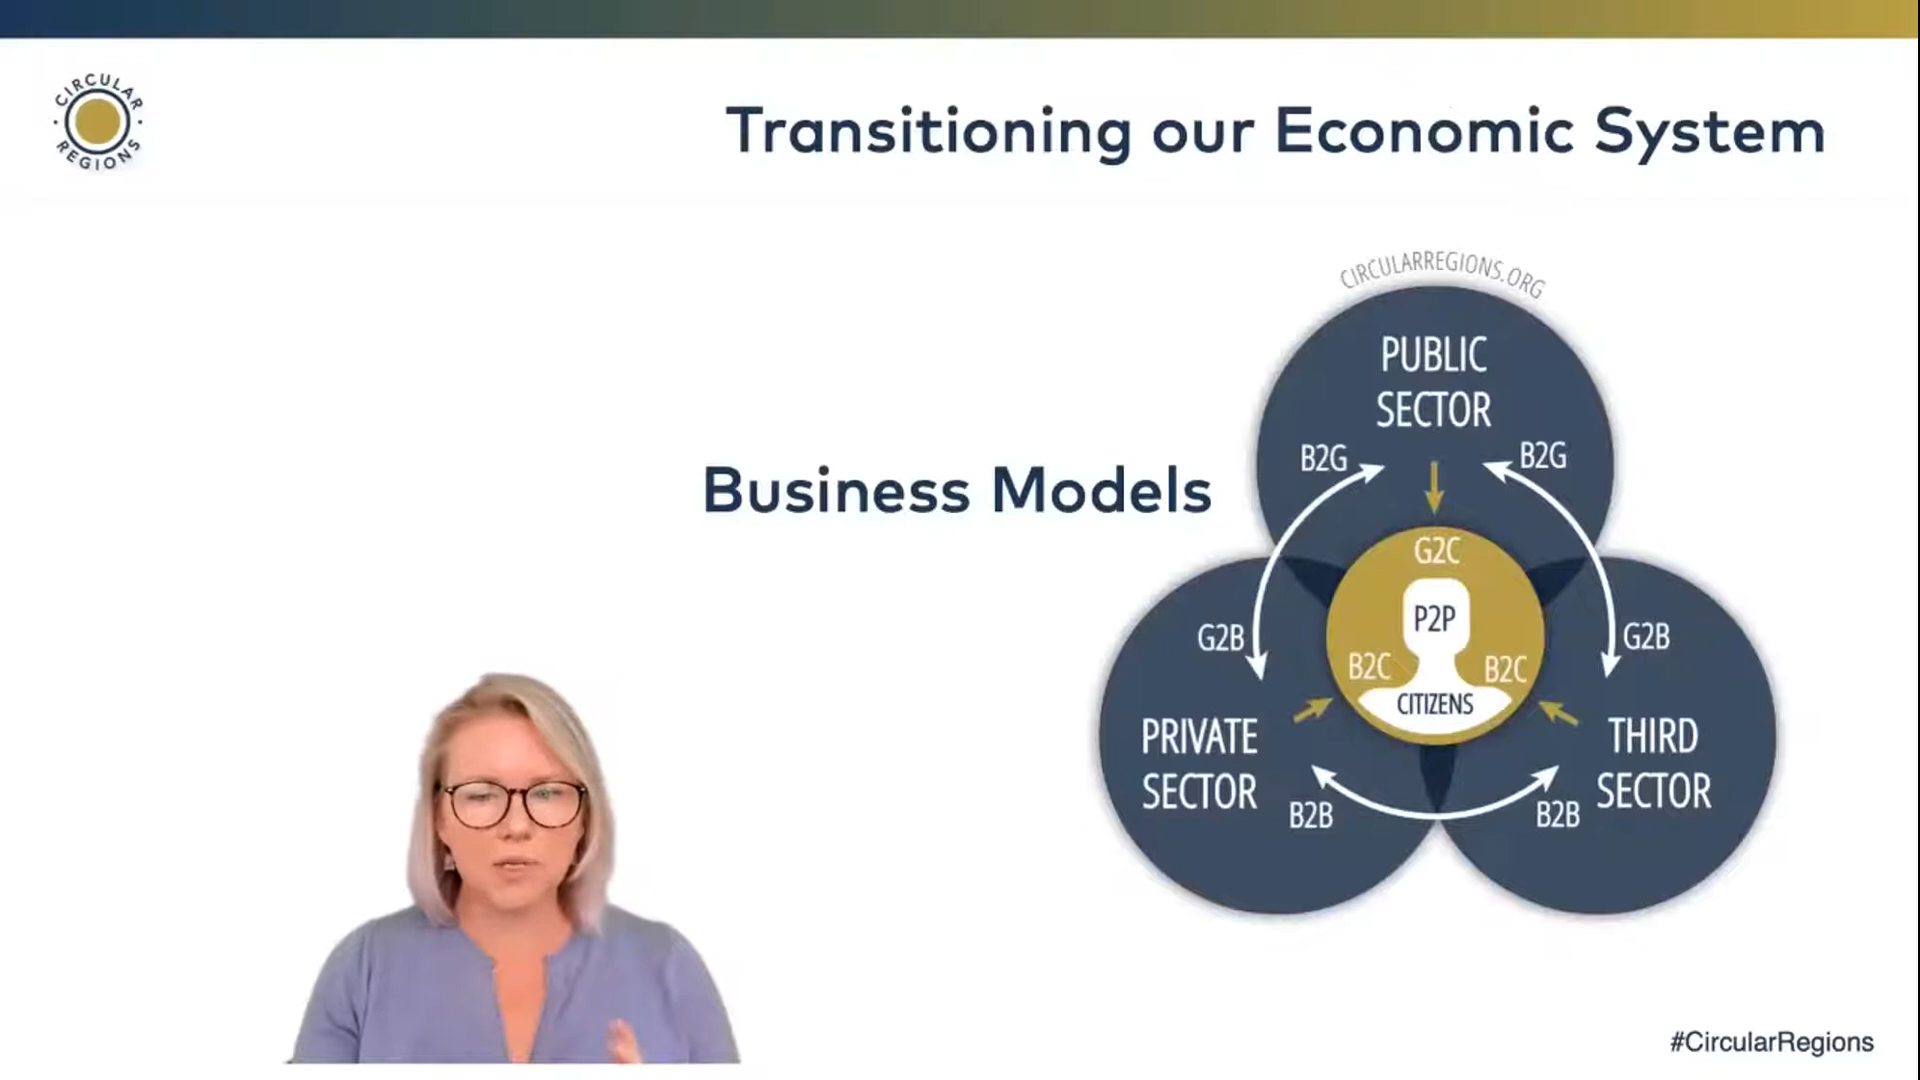 CIRCULAR
REGIONS
Transitioning our Economic System
CIRCULARREGIONS.ORG
PUBLIC
SECTOR
B2G
B2G
Business Models
G2C
P2P
G2B
G2B
B2C
B2C
CITIZENS
PRIVATE
SECTOR
THIRD
SECTOR
B2B
B2B
#CircularRegions